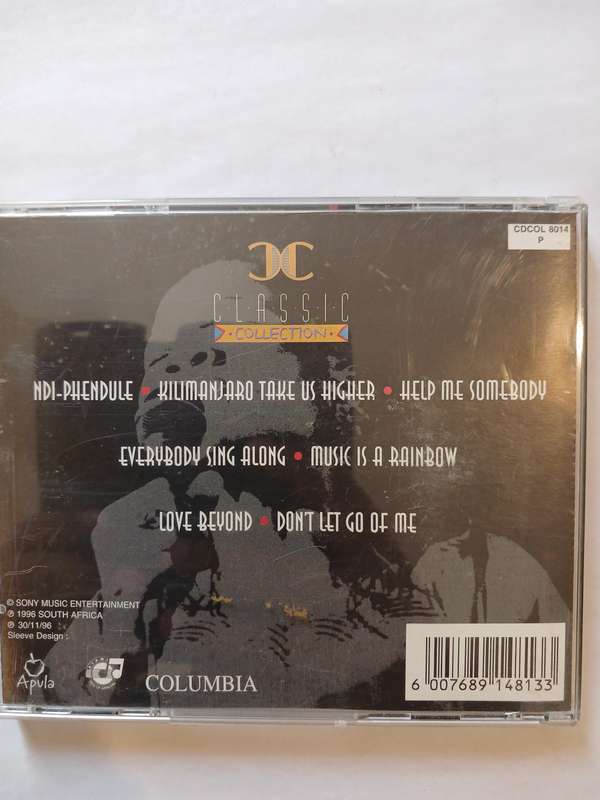 CDCOL 8014
P
C·L·A·S·S·I·C
COLLECTION
NDI-PHENDULE • KILIMANJARO TAKE US HIGHER • HELP ME SOMEBODY
EVERYBODY SING ALONG • MUSIC IS A RAINBOW
LOVE BEYOND • DON'T LET GO OF ME
© SONY MUSIC ENTERTAINMENT
℗ 1996 SOUTH AFRICA
℗ 30/11/96
Sleeve Design :
Apula
COLUMBIA
6 007689 148133